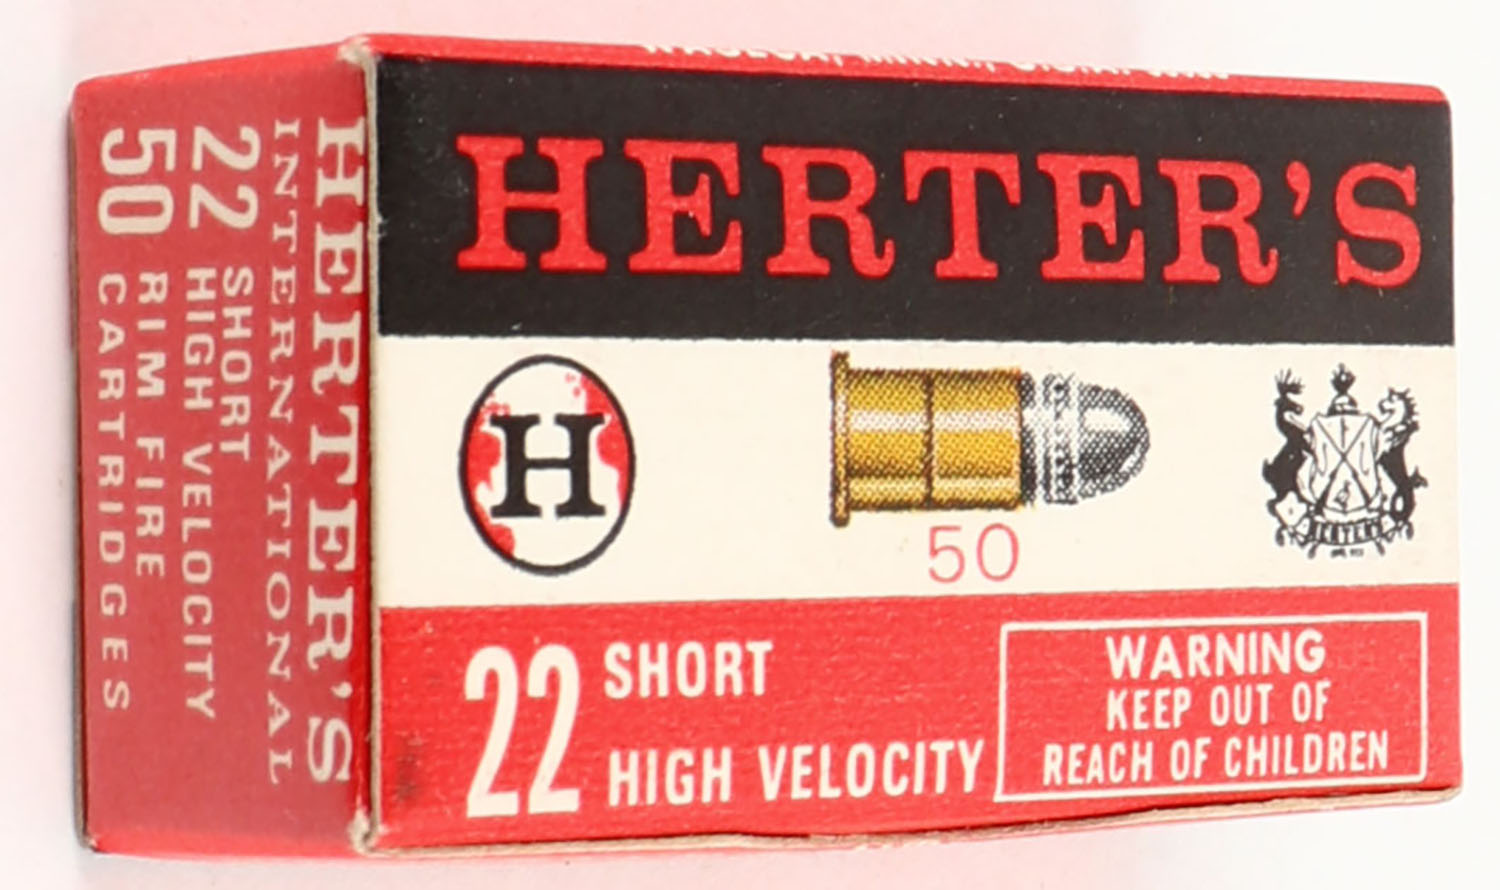 HERTER'S
H
50
HERTER'S
22 SHORT
HIGH VELOCITY
WARNING
KEEP OUT OF
REACH OF CHILDREN
HERTER'S
INTERNATIONAL
22 SHORT
HIGH VELOCITY
50 RIM FIRE
CARTRIDGES